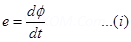 e = dϕ/dt ...(i)